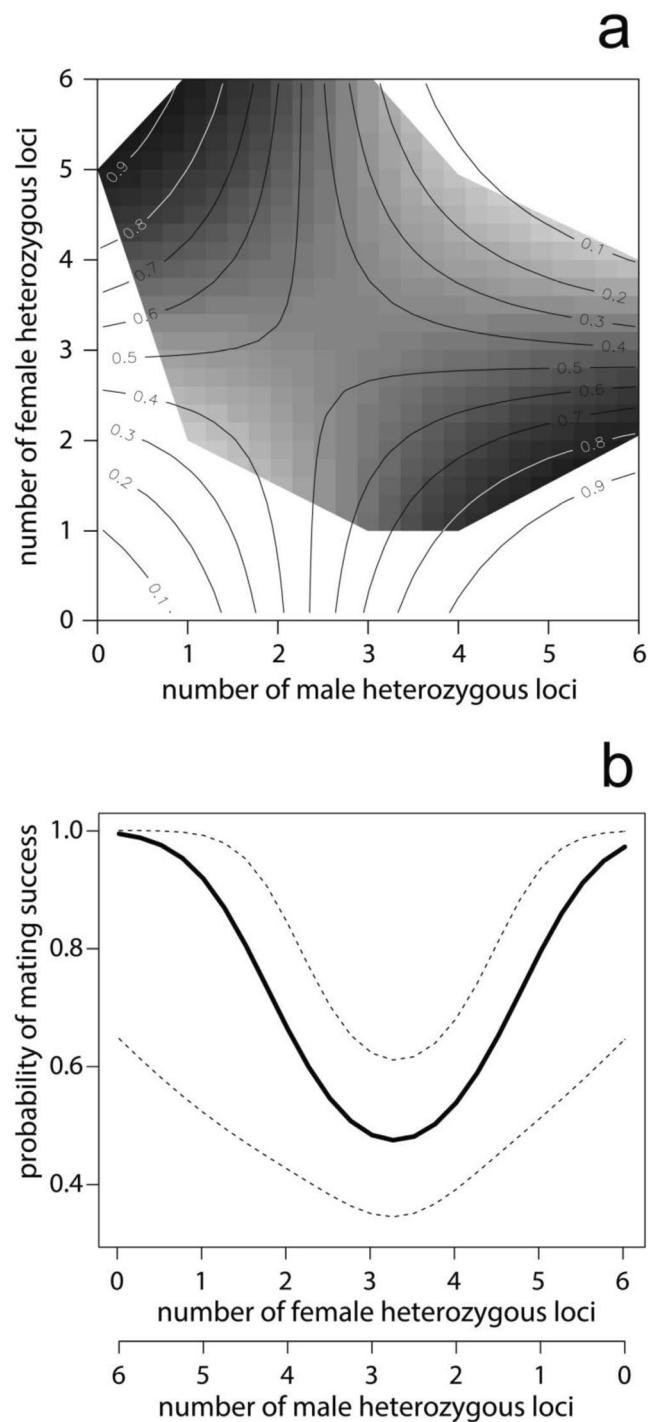 a
6
5
4
3
2
1
0
number of female heterozygous loci
0.9
0.8
0.7
0.6
0.5
0.4
0.3
0.2
0.1
0.1
0.2
0.3
0.4
0.5
0.6
0.7
0.8
0.9
0 1 2 3 4 5 6
number of male heterozygous loci
b
1.0
0.8
0.6
0.4
probability of mating success
0 1 2 3 4 5 6
number of female heterozygous loci
6 5 4 3 2 1 0
number of male heterozygous loci